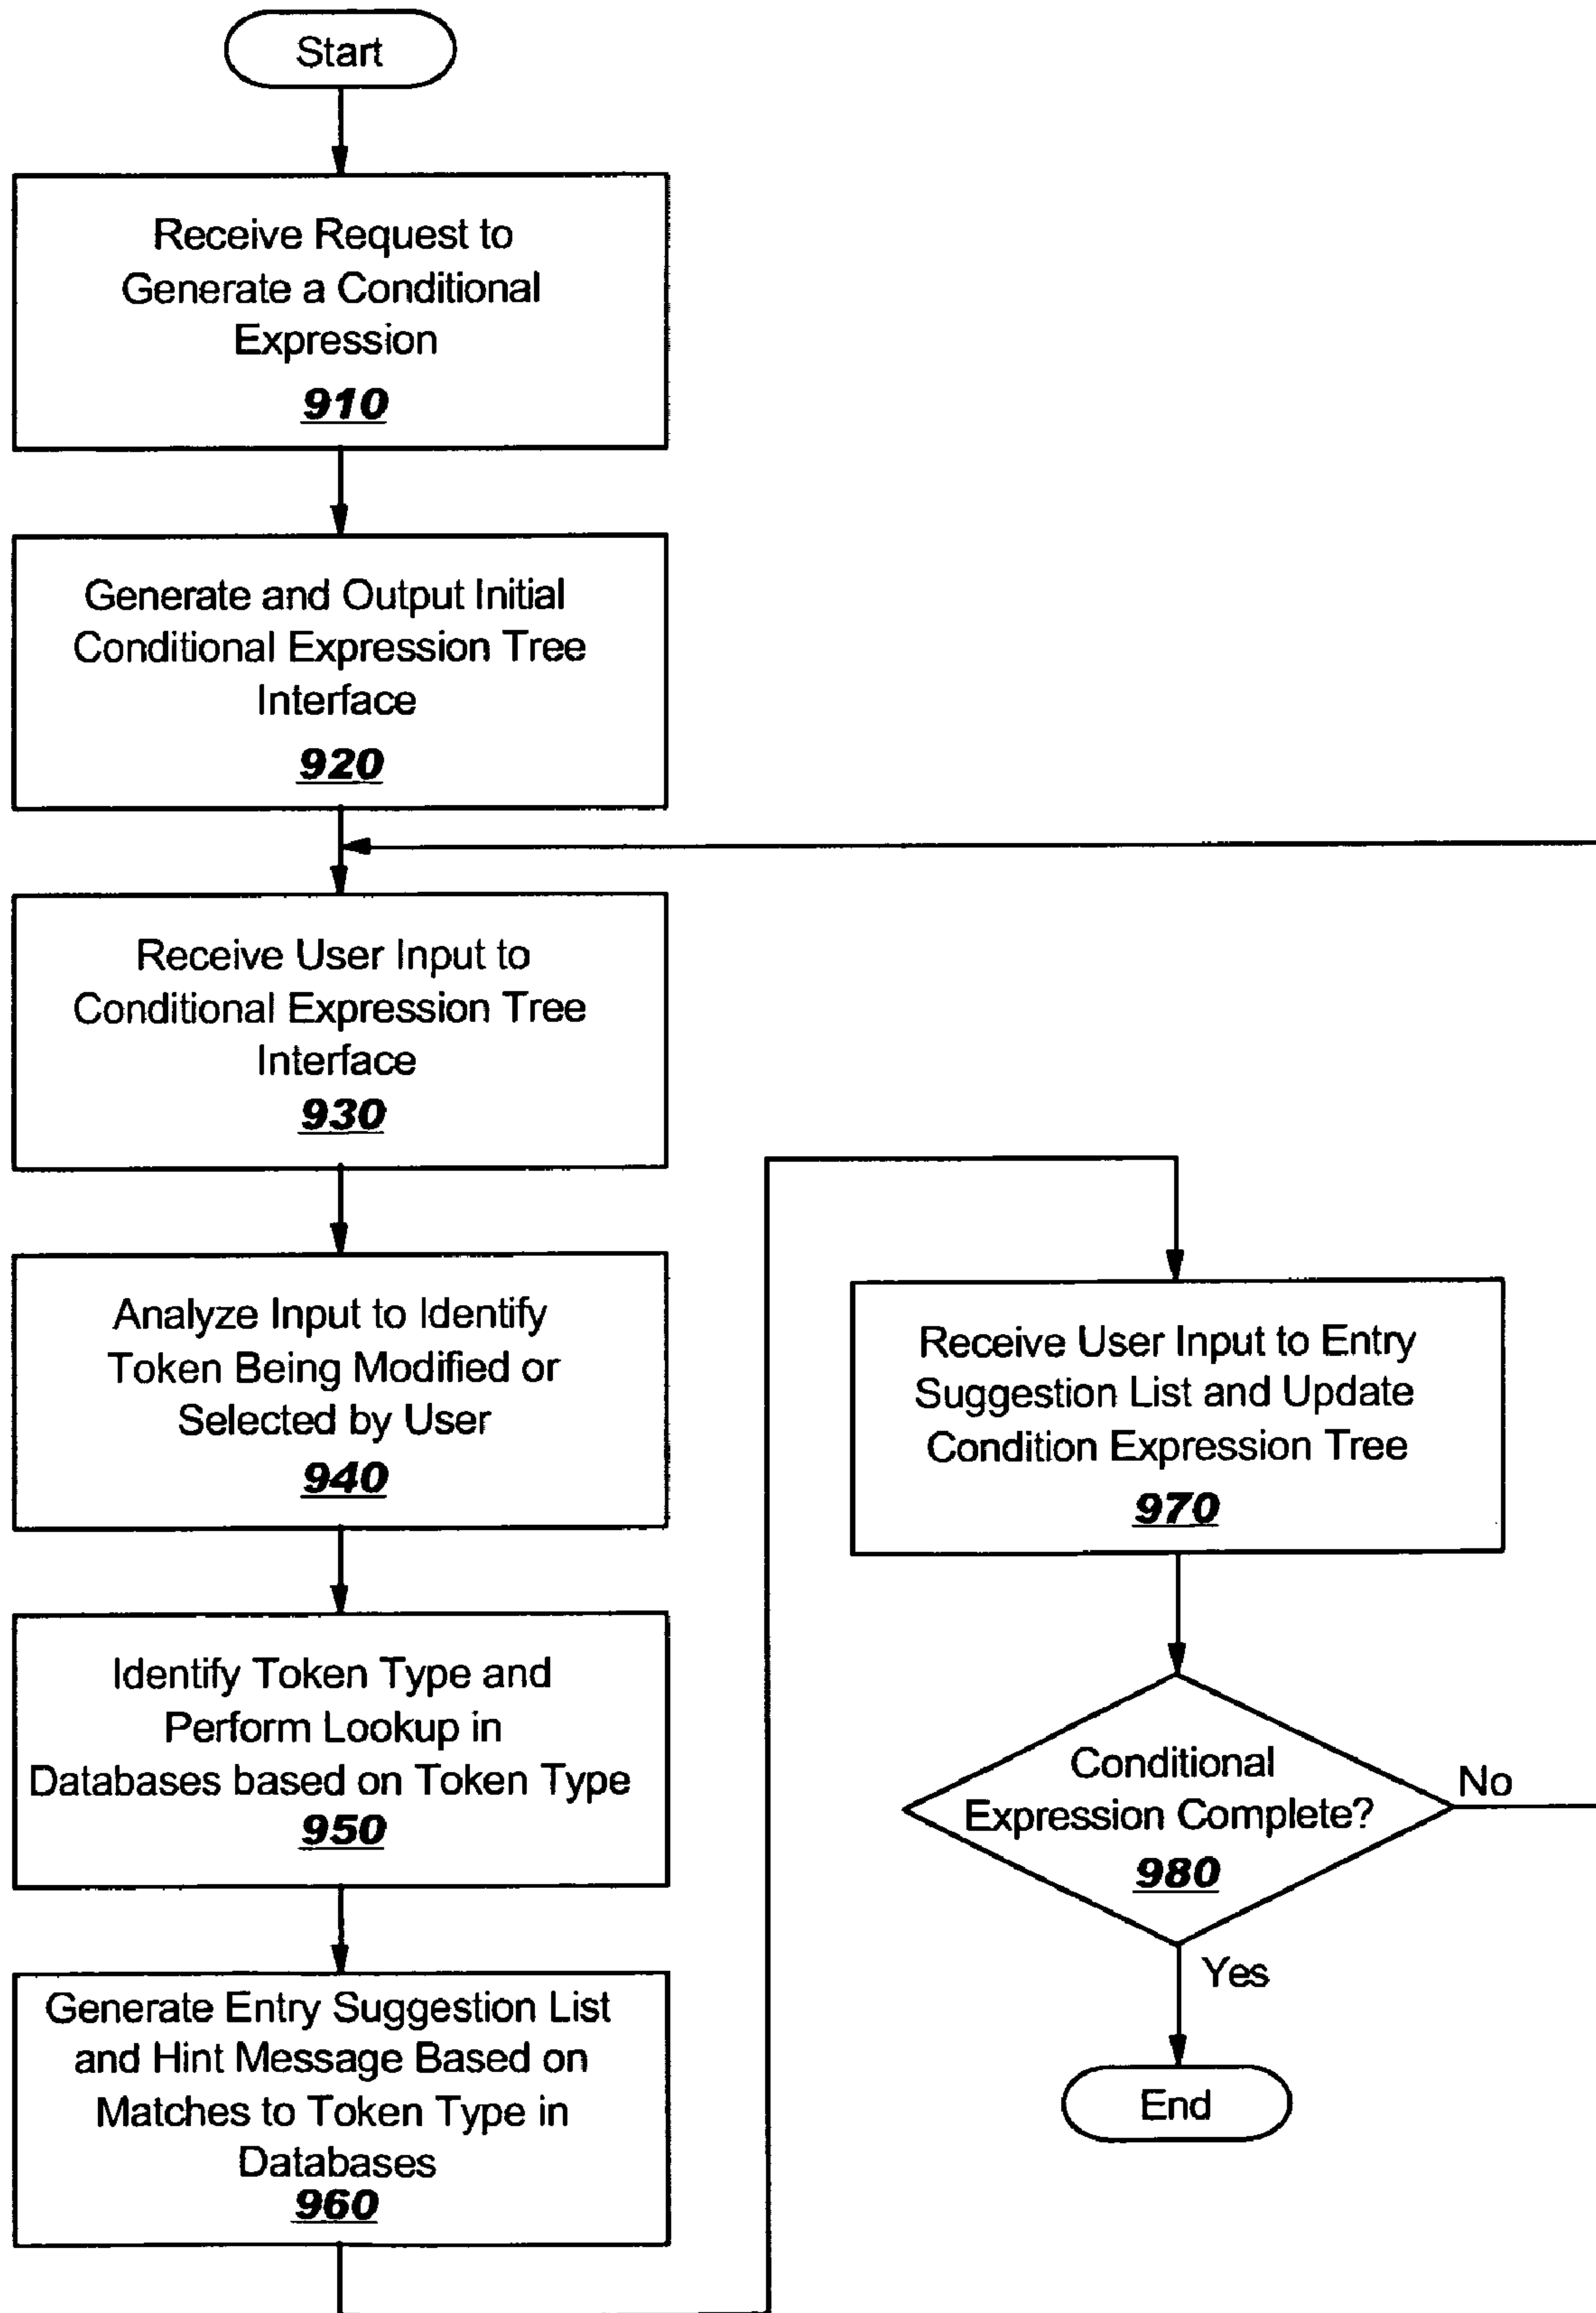 Start
Receive Request to
Generate a Conditional
Expression
910
Generate and Output Initial
Conditional Expression Tree
Interface
920
Receive User Input to
Conditional Expression Tree
Interface
930
Analyze Input to Identify
Token Being Modified or
Selected by User
940
Identify Token Type and
Perform Lookup in
Databases based on Token Type
950
Generate Entry Suggestion List
and Hint Message Based on
Matches to Token Type in
Databases
960
Receive User Input to Entry
Suggestion List and Update
Condition Expression Tree
970
Conditional
Expression Complete?
980
No
Yes
End